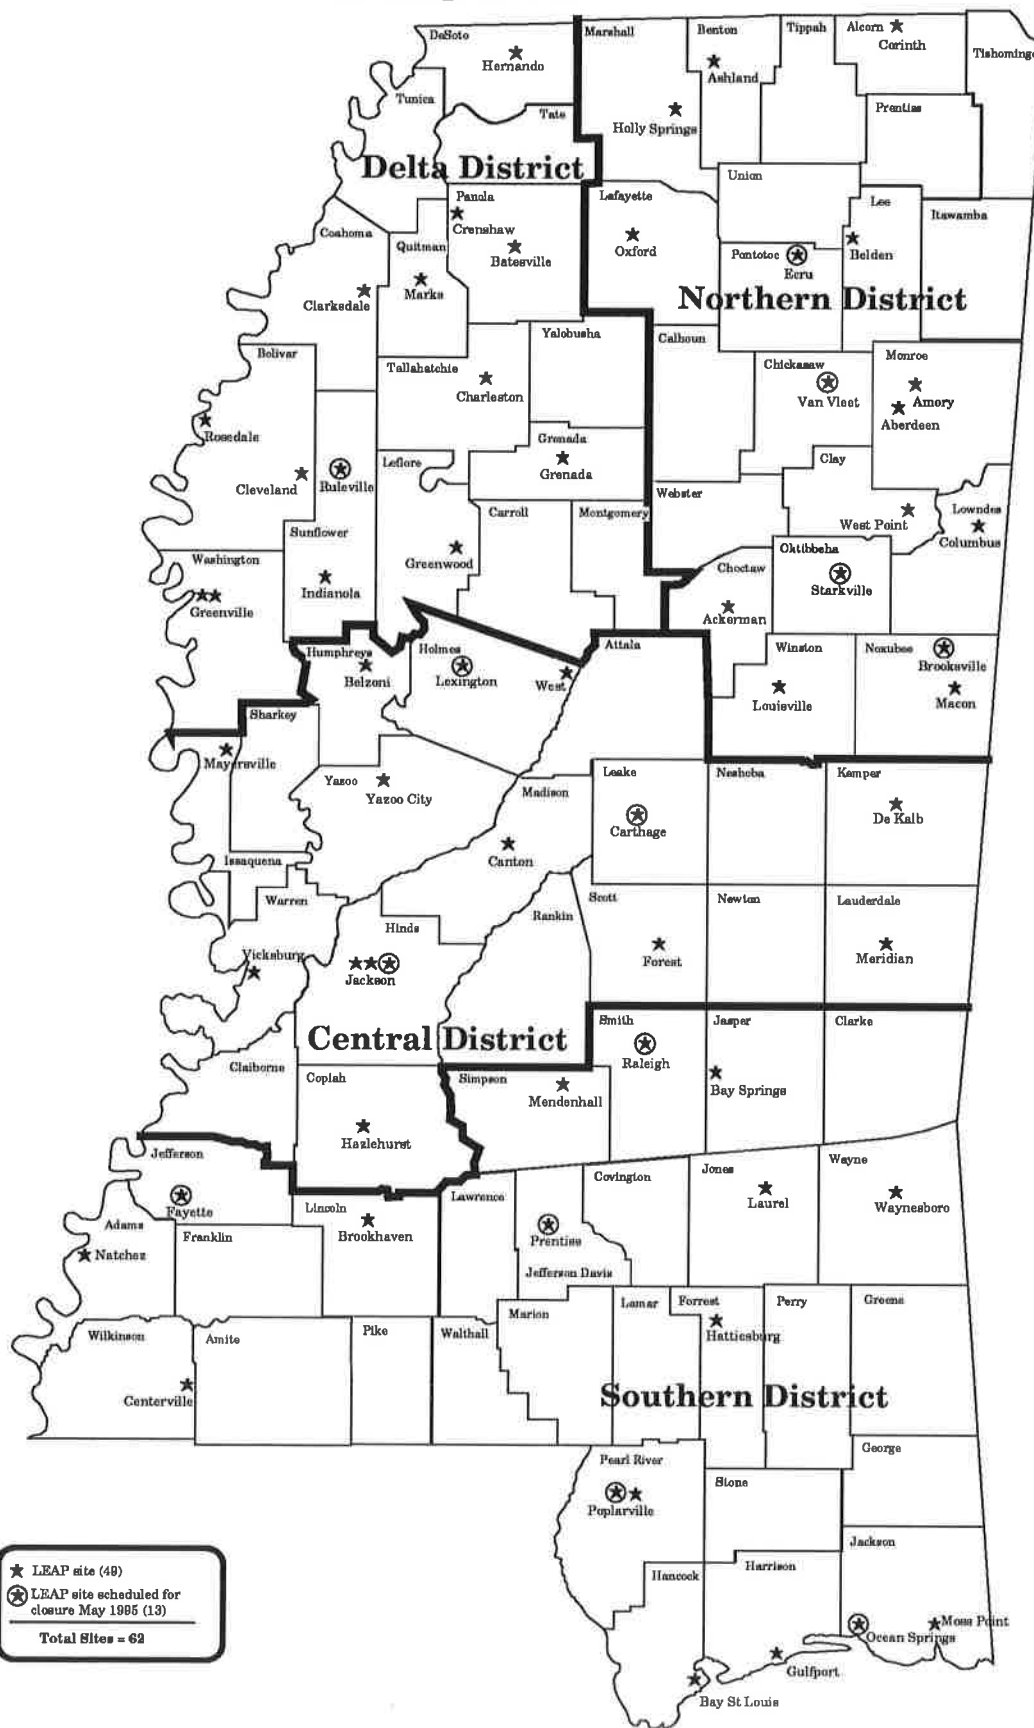 DeSoto
Hernando
Tunica
Tate
Delta District
Panola
Crenshaw
Batesville
Quitman
Marks
Coahoma
Clarksdale
Bolivar
Rosedale
Cleveland
Ruleville
Sunflower
Indianola
Tallahatchie
Charleston
Yalobusha
Grenada
Grenada
Leflore
Greenwood
Carroll
Montgomery
Washington
Greenville
Marshall
Holly Springs
Benton
Ashland
Tippah
Alcorn
Corinth
Tishomingo
Prentiss
Union
Lafayette
Oxford
Pontotoc
Ecru
Lee
Belden
Itawamba
Northern District
Calhoun
Chickasaw
Van Vleet
Monroe
Amory
Aberdeen
Clay
West Point
Webster
Lowndes
Columbus
Oktibbeha
Starkville
Choctaw
Ackerman
Winston
Louisville
Noxubee
Brooksville
Macon
Humphreys
Belzoni
Holmes
Lexington
West
Attala
Sharkey
Mayersville
Issaquena
Yazoo
Yazoo City
Madison
Canton
Leake
Carthage
Neshoba
Kemper
De Kalb
Warren
Vicksburg
Hinds
Jackson
Rankin
Scott
Forest
Newton
Lauderdale
Meridian
Central District
Claiborne
Copiah
Hazlehurst
Simpson
Mendenhall
Smith
Raleigh
Jasper
Bay Springs
Clarke
Jefferson
Fayette
Adams
Natchez
Franklin
Lincoln
Brookhaven
Lawrence
Prentiss
Jefferson Davis
Covington
Jones
Laurel
Wayne
Waynesboro
Wilkinson
Centerville
Amite
Pike
Walthall
Marion
Lamar
Forrest
Hattiesburg
Perry
Greene
Southern District
Pearl River
Poplarville
Stone
George
Hancock
Harrison
Jackson
Bay St Louis
Gulfport
Ocean Springs
Moss Point
LEAP site (49)
LEAP site scheduled for
closure May 1995 (13)
Total Sites = 62